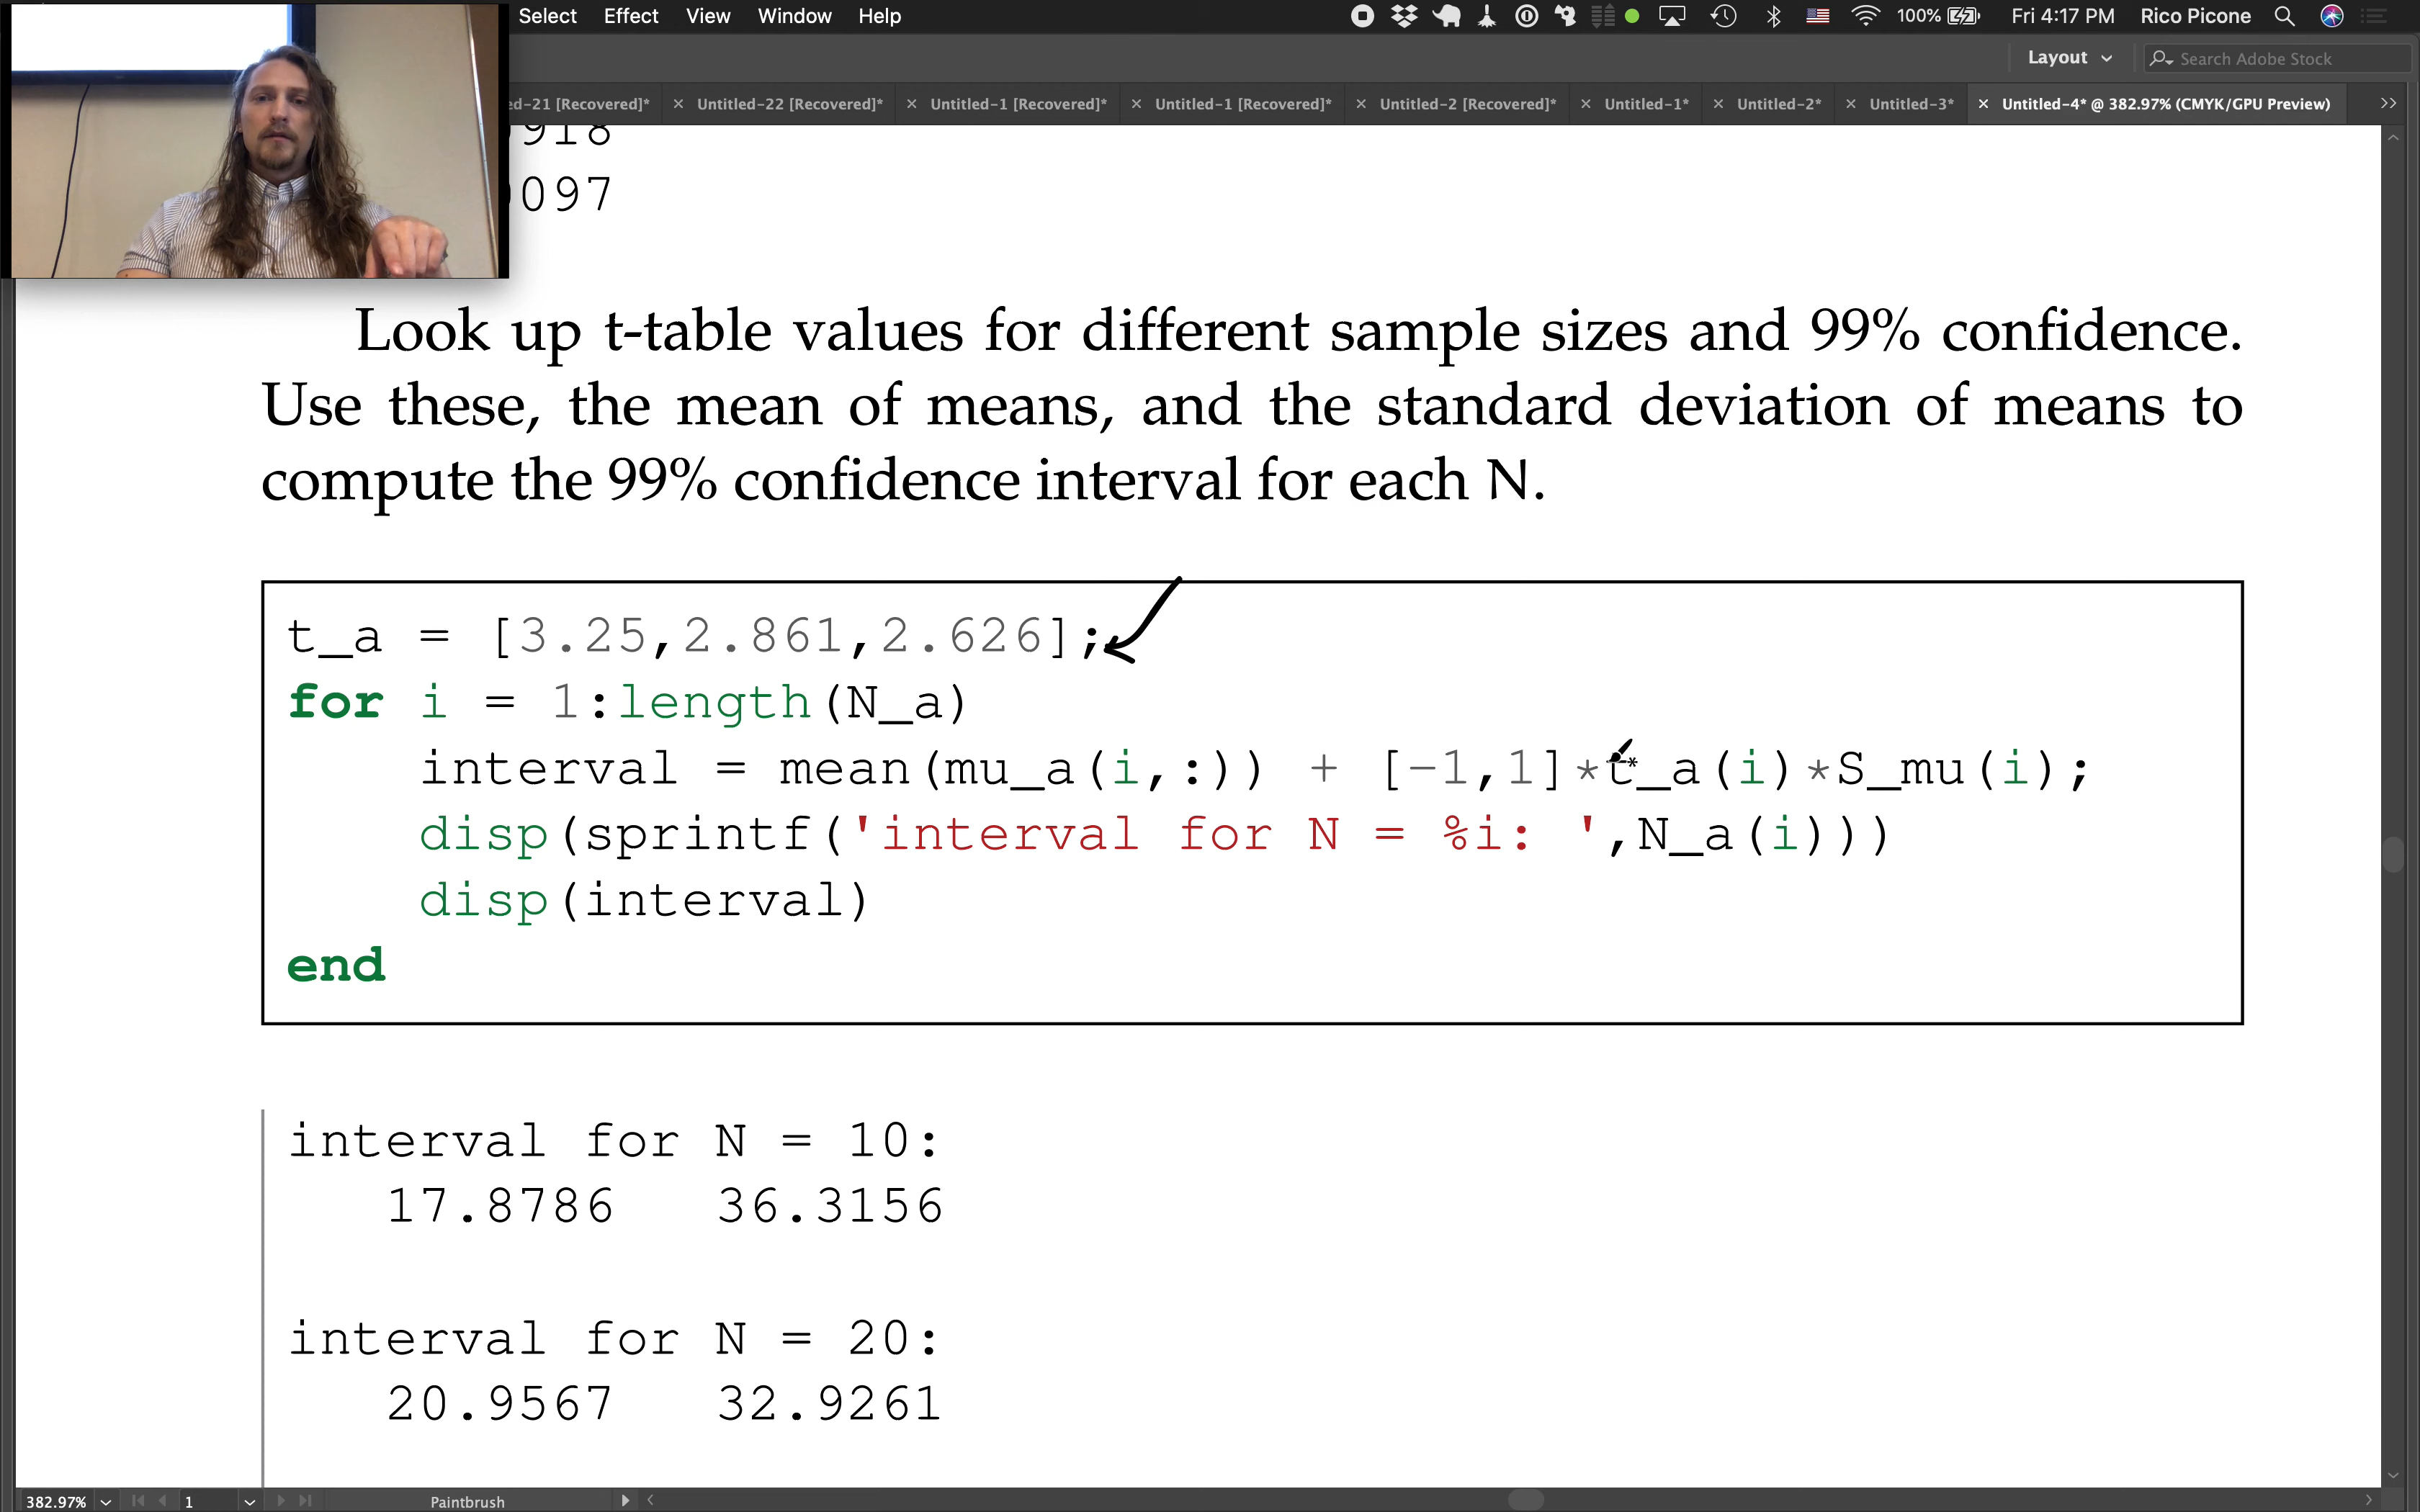 Select Effect View Window Help 100% Fri 4:17 PM Rico Picone
Layout Search Adobe Stock
ed-21 [Recovered]* × Untitled-22 [Recovered]* × Untitled-1 [Recovered]* × Untitled-1 [Recovered]* × Untitled-2 [Recovered]* × Untitled-1* × Untitled-2* × Untitled-3* × Untitled-4* @ 382.97% (CMYK/GPU Preview)
918
097
Look up t-table values for different sample sizes and 99% confidence.
Use these, the mean of means, and the standard deviation of means to
compute the 99% confidence interval for each N.
t_a = [3.25,2.861,2.626];
for i = 1:length(N_a)
interval = mean(mu_a(i,:)) + [-1,1]*t_a(i)*S_mu(i);
disp(sprintf('interval for N = %i: ',N_a(i)))
disp(interval)
end
interval for N = 10:
17.8786 36.3156
interval for N = 20:
20.9567 32.9261
382.97% 1 Paintbrush